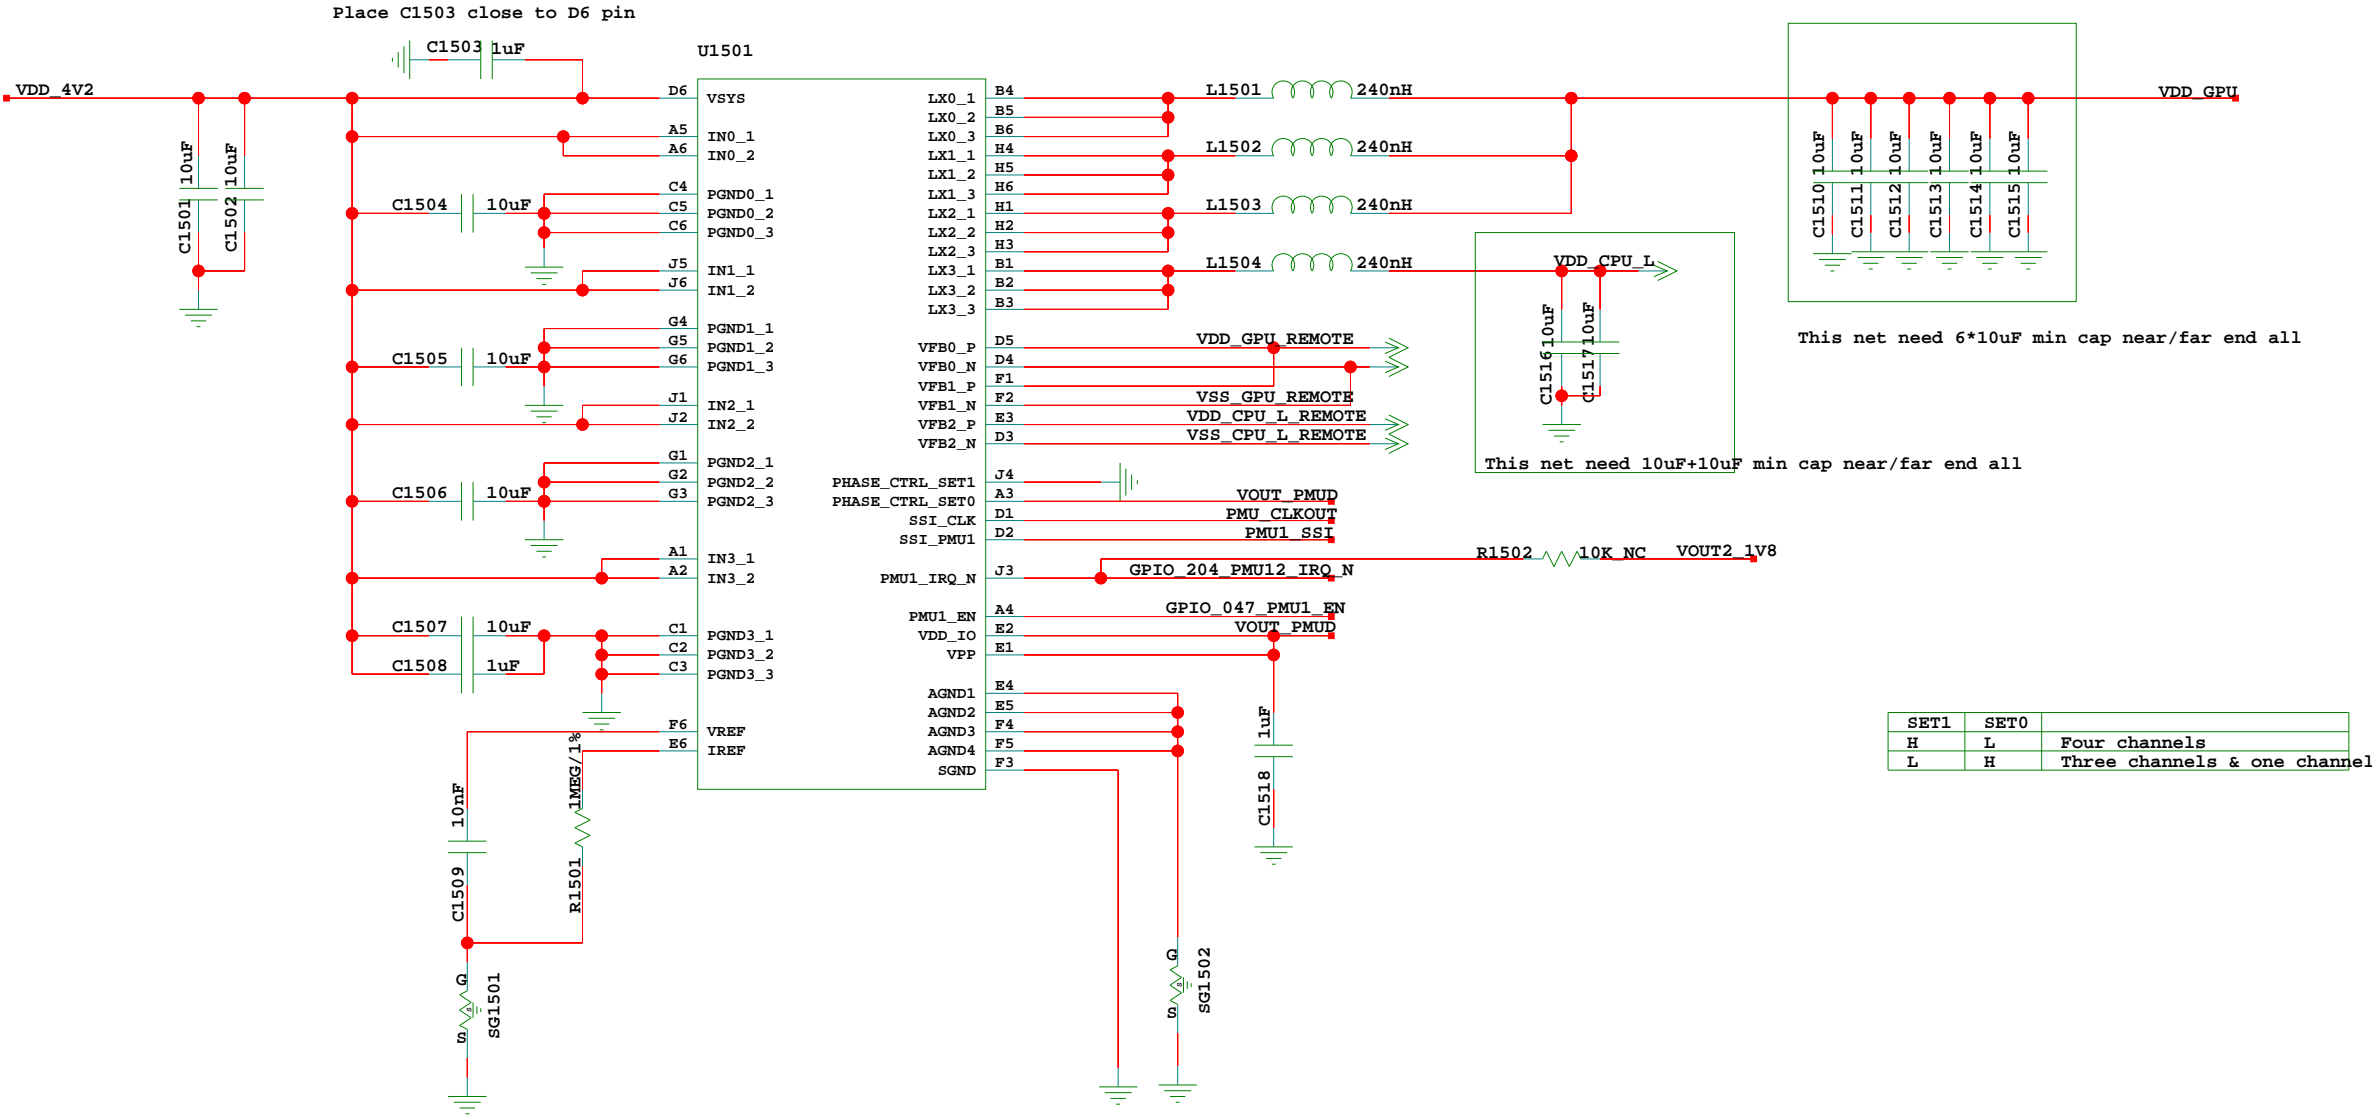 Place C1503 close to D6 pin
C1503 1uF
U1501
VDD_4V2
D6 VSYS
A5 IN0_1
A6 IN0_2
C4 PGND0_1
C1504 10uF C5 PGND0_2
C6 PGND0_3
J5 IN1_1
J6 IN1_2
G4 PGND1_1
G5 PGND1_2
C1505 10uF G6 PGND1_3
J1 IN2_1
J2 IN2_2
G1 PGND2_1
G2 PGND2_2
C1506 10uF G3 PGND2_3
A1 IN3_1
A2 IN3_2
C1507 10uF C1 PGND3_1
C2 PGND3_2
C1508 1uF C3 PGND3_3
F6 VREF
E6 IREF
C1501 10uF
C1502 10uF
C1509 10nF
R1501 1MEG/1%
G
S
SG1501
LX0_1 B4 L1501 240nH
LX0_2 B5
LX0_3 B6
LX1_1 H4 L1502 240nH
LX1_2 H5
LX1_3 H6
LX2_1 H1 L1503 240nH
LX2_2 H2
LX2_3 H3
LX3_1 B1 L1504 240nH VDD_CPU_L
LX3_2 B2
LX3_3 B3
VFB0_P D5 VDD_GPU_REMOTE
VFB0_N D4
VFB1_P F1
VFB1_N F2 VSS_GPU_REMOTE
VFB2_P E3 VDD_CPU_L_REMOTE
VFB2_N D3 VSS_CPU_L_REMOTE
PHASE_CTRL_SET1 J4
PHASE_CTRL_SET0 A3 VOUT_PMUD
SSI_CLK D1 PMU_CLKOUT
SSI_PMU1 D2 PMU1_SSI
R1502 10K_NC VOUT2_1V8
PMU1_IRQ_N J3 GPIO_204_PMU12_IRQ_N
PMU1_EN A4 GPIO_047_PMU1_EN
VDD_IO E2 VOUT_PMUD
VPP E1
AGND1 E4
AGND2 E5
AGND3 F4
AGND4 F5
SGND F3
C1518 1uF
G
S
SG1502
C1516 10uF
C1517 10uF
This net need 10uF+10uF min cap near/far end all
VDD_GPU
C1510 10uF
C1511 10uF
C1512 10uF
C1513 10uF
C1514 10uF
C1515 10uF
This net need 6*10uF min cap near/far end all
SET1 SET0
H L Four channels
L H Three channels & one channel